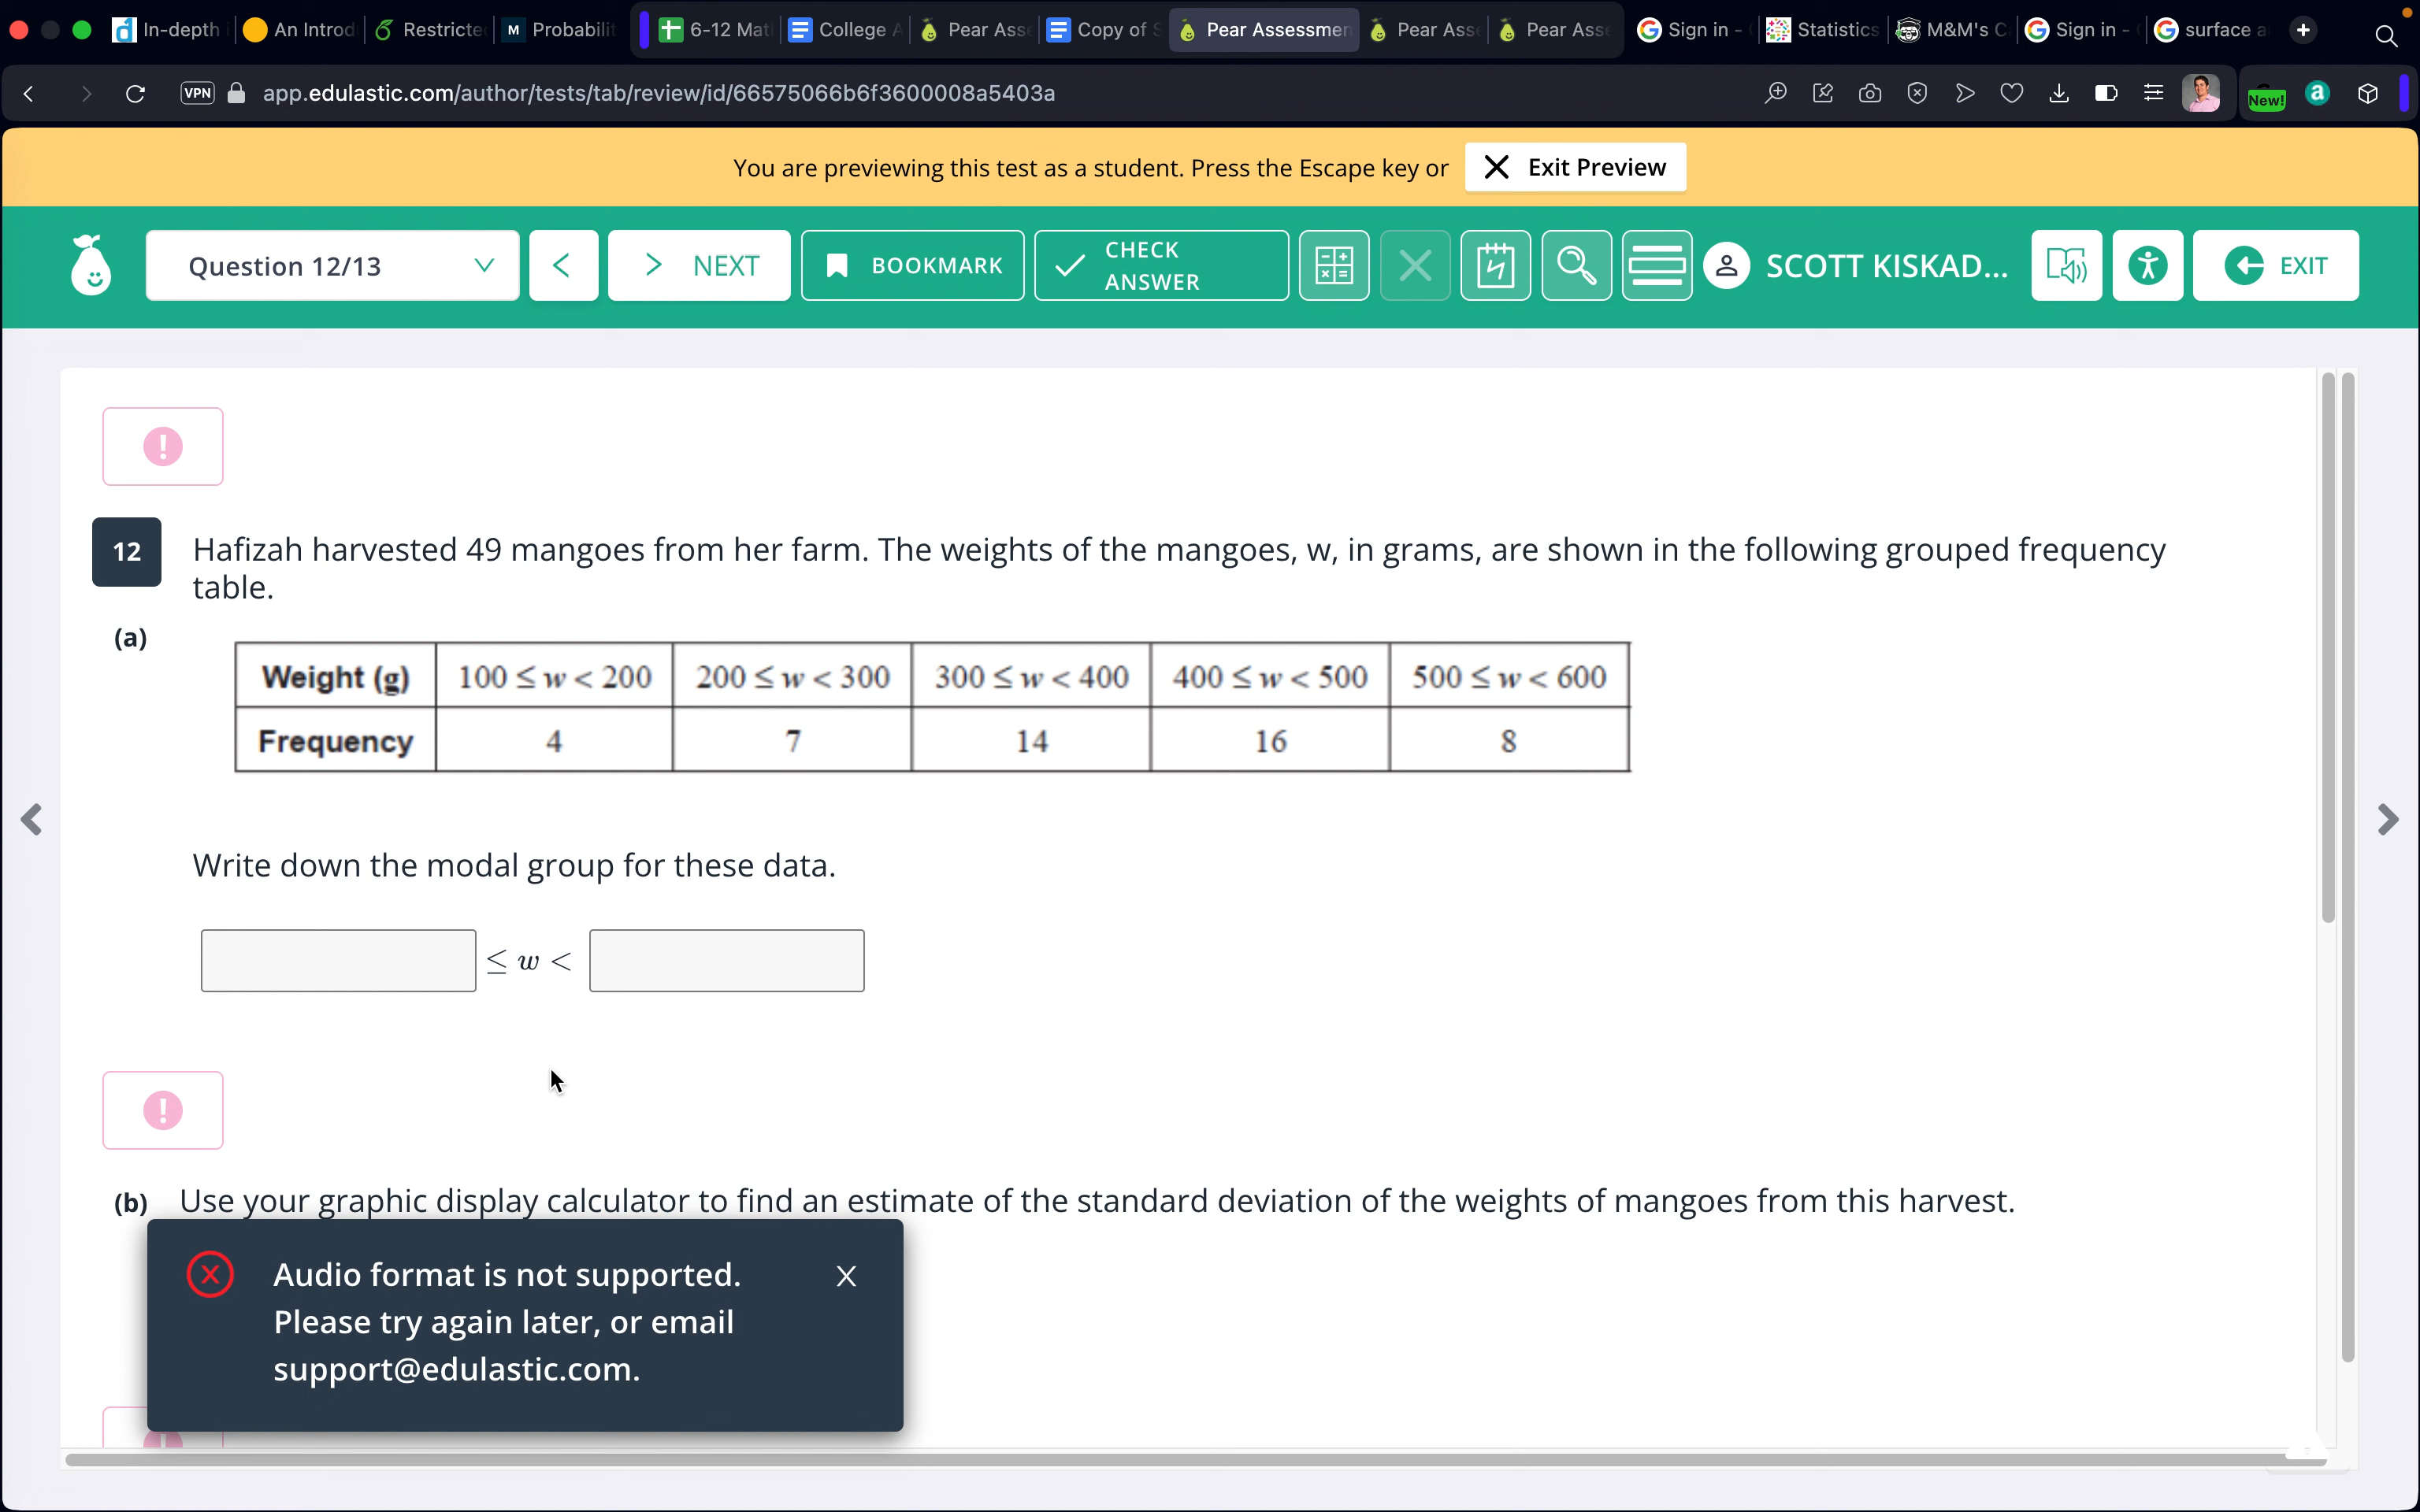 In-depth
An Introd
Restricte
M Probabilit
6-12 Mat
College A
Pear Asse
Copy of S
Pear Assessmen
Pear Asse
Pear Asse
Sign in -
Statistics
M&M's C
Sign in -
surface a
VPN app.edulastic.com/author/tests/tab/review/id/66575066b6f3600008a5403a
New!
a
You are previewing this test as a student. Press the Escape key or
Exit Preview
Question 12/13
NEXT
BOOKMARK
CHECK
ANSWER
SCOTT KISKAD...
EXIT
12 Hafizah harvested 49 mangoes from her farm. The weights of the mangoes, w, in grams, are shown in the following grouped frequency
table.
(a)
Weight (g) 100 ≤ w < 200 200 ≤ w < 300 300 ≤ w < 400 400 ≤ w < 500 500 ≤ w < 600
Frequency 4 7 14 16 8
Write down the modal group for these data.
≤ w <
(b) Use your graphic display calculator to find an estimate of the standard deviation of the weights of mangoes from this harvest.
Audio format is not supported. X
Please try again later, or email
support@edulastic.com.